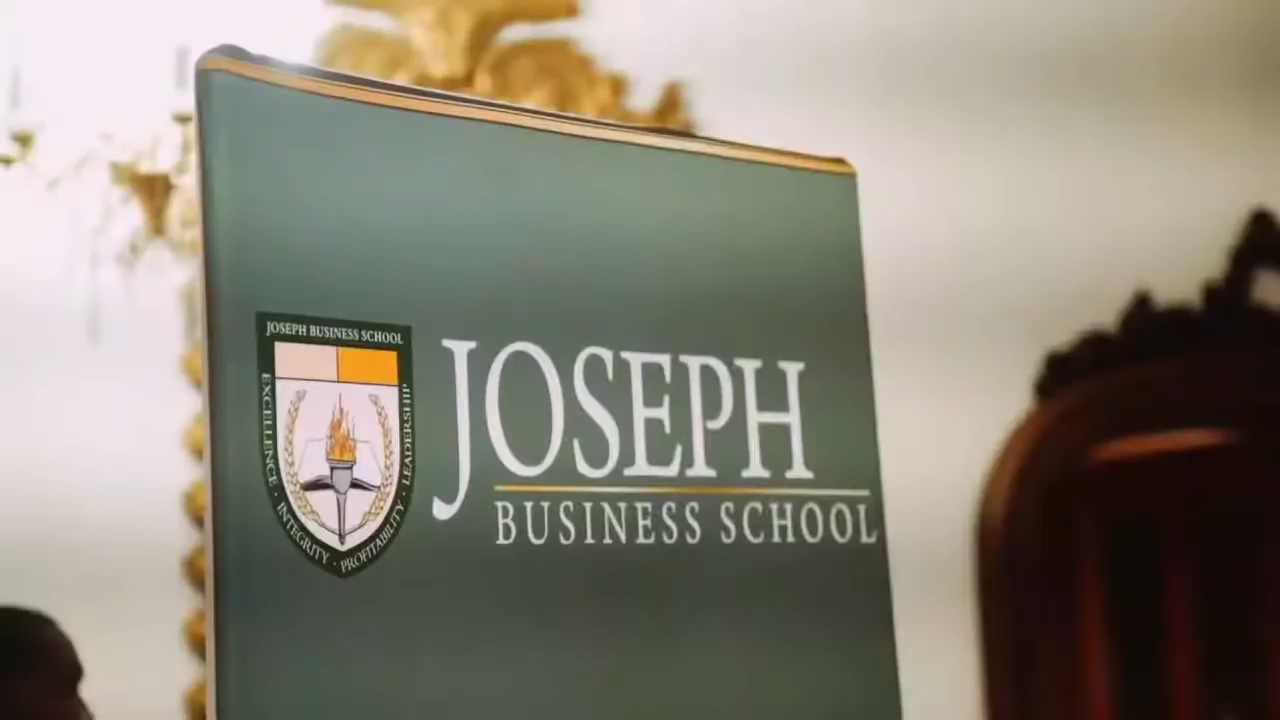 JOSEPH BUSINESS SCHOOL
EXCELLENCE · INTEGRITY · PROFITABILITY · LEADERSHIP
JOSEPH
BUSINESS SCHOOL